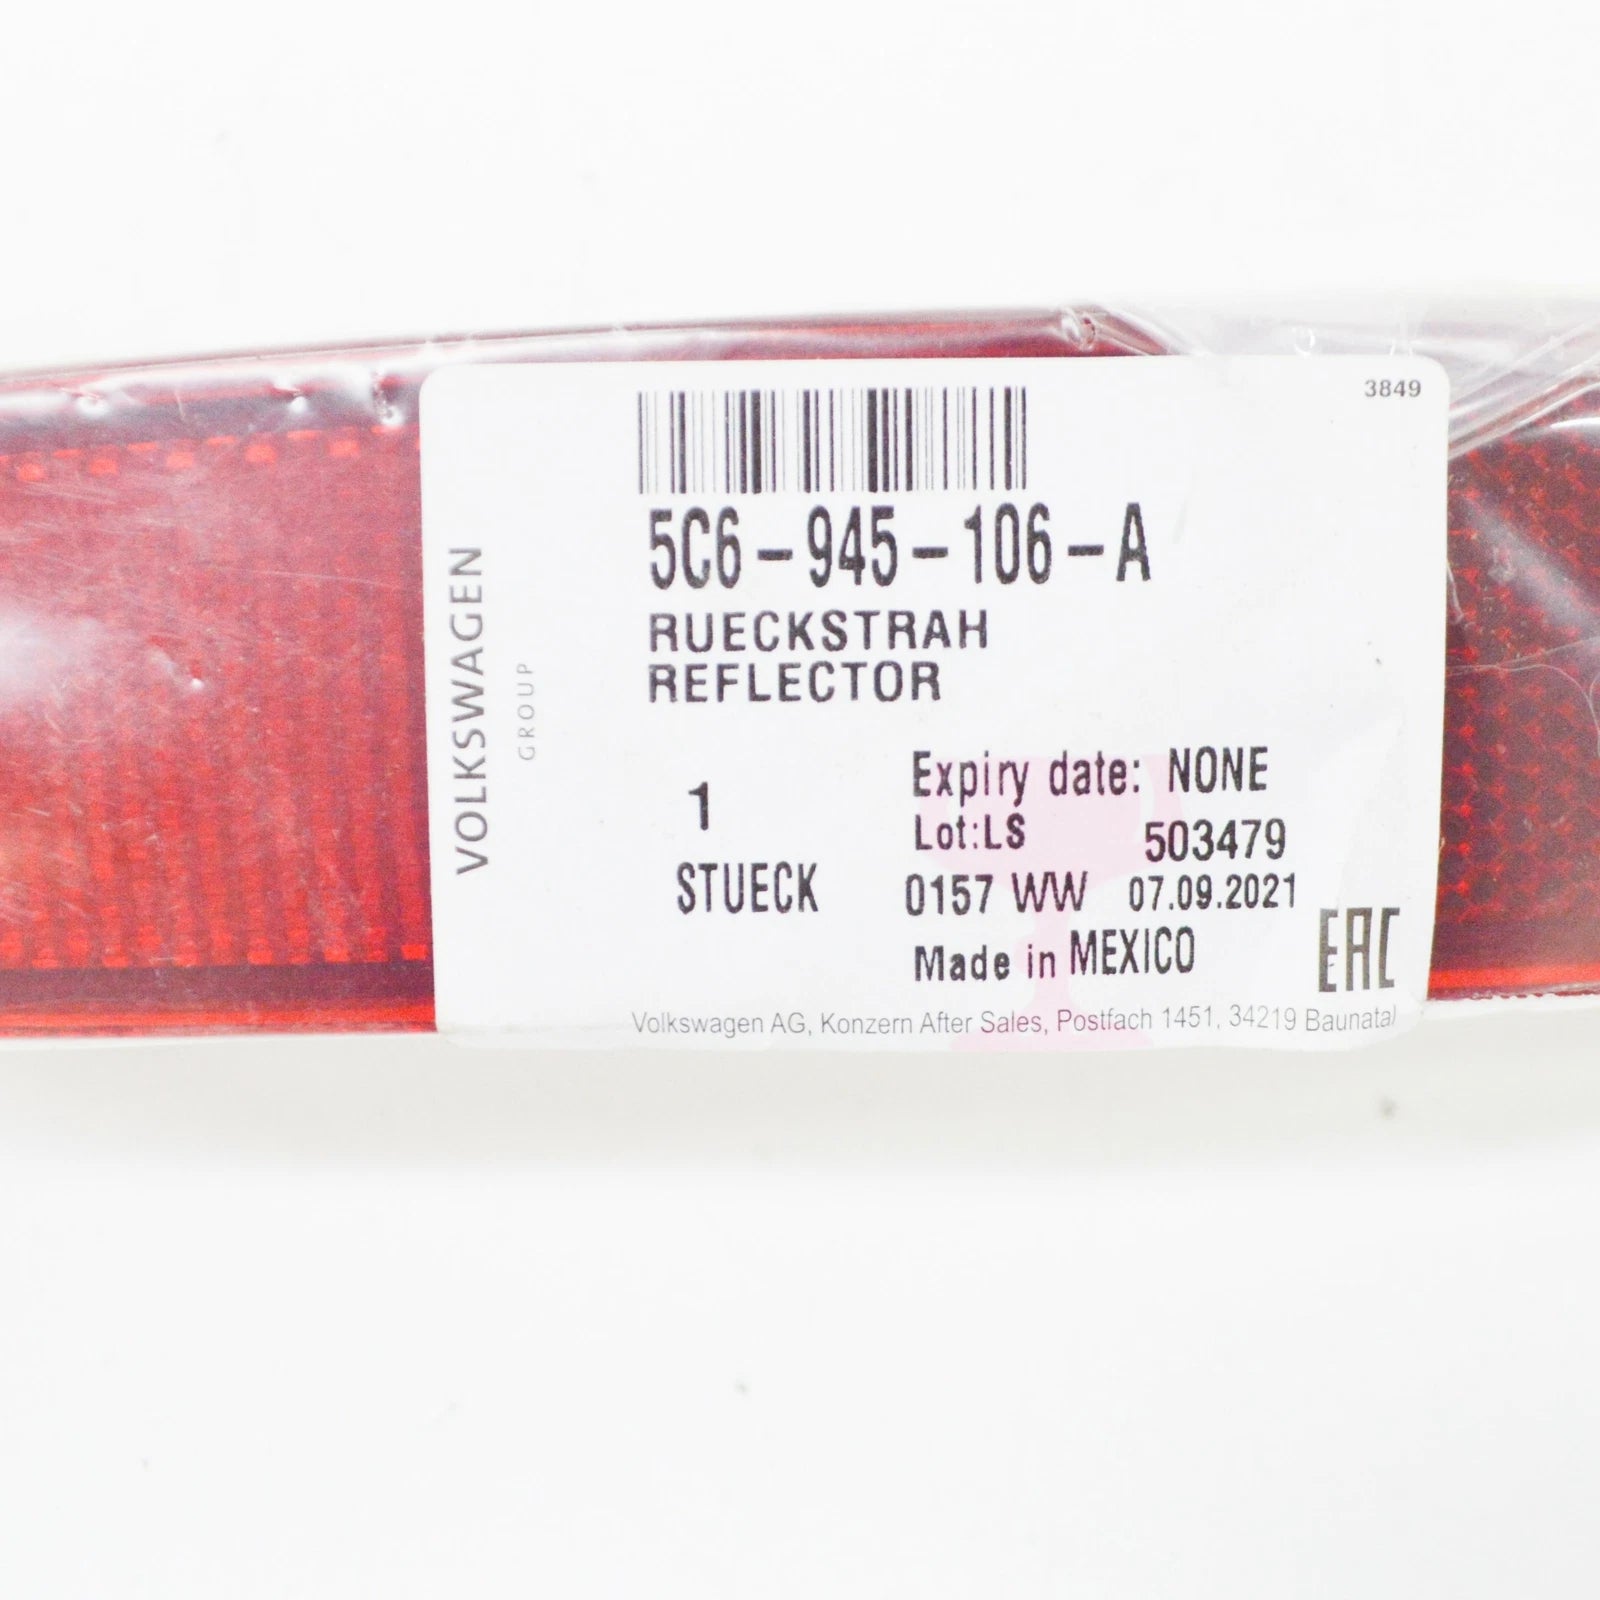 3849
5C6-945-106-A
RUECKSTRAH
REFLECTOR
VOLKSWAGEN
GROUP
1
STUECK
Expiry date: NONE
Lot:LS 503479
0157 WW 07.09.2021
Made in MEXICO
EAC
Volkswagen AG, Konzern After Sales, Postfach 1451, 34219 Baunatal